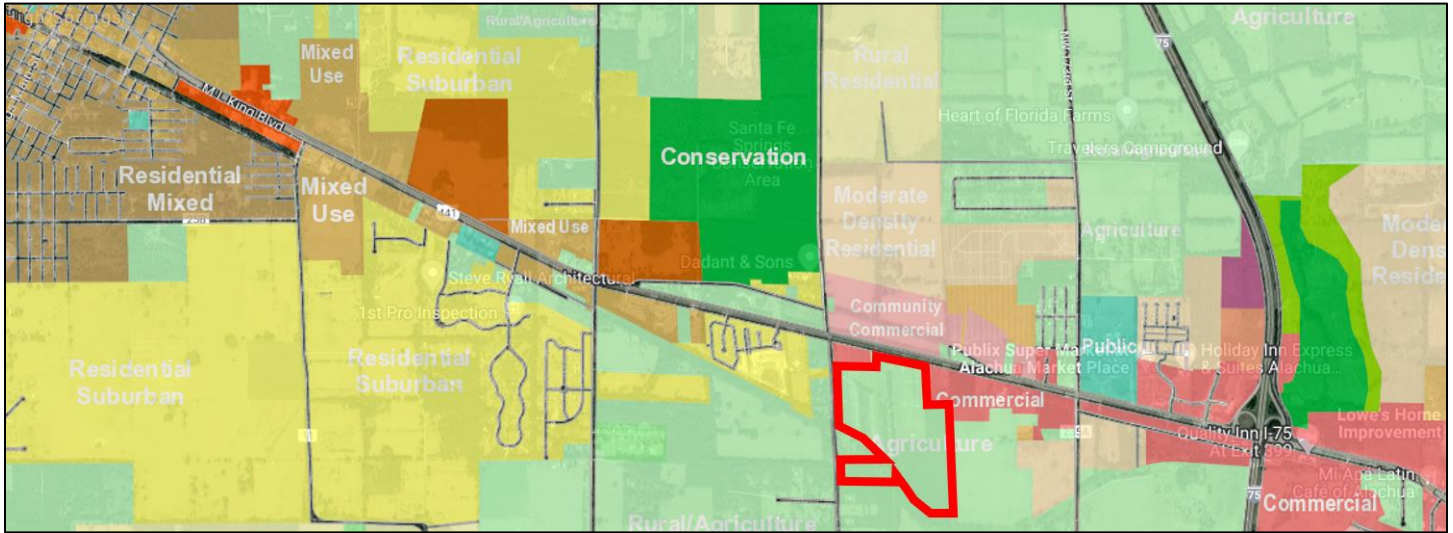 Rural/Agriculture
Agriculture
75
Mixed
Use
Residential
Suburban
Rural
Residential
M L King Blvd
Heart of Florida Farms
Santa Fe
Springs
Conservation
Area
Travelers Campground
Residential
Mixed
Mixed
Use
441
Mixed Use
Moderate
Density
Residential
Agriculture
Dadant & Sons
Steve Ryall Architectural
1st Pro Inspection
Community
Commercial
Residential
Suburban
Residential
Suburban
Publix Super Market
Alachua Market Place
Public
Holiday Inn Express
& Suites Alachua...
Commercial
Lowe's Home
Improvement
Agriculture
Quality Inn I-75
At Exit 399
Mi Apa Latin
Café of Alachua
75
Commercial
Rural/Agriculture